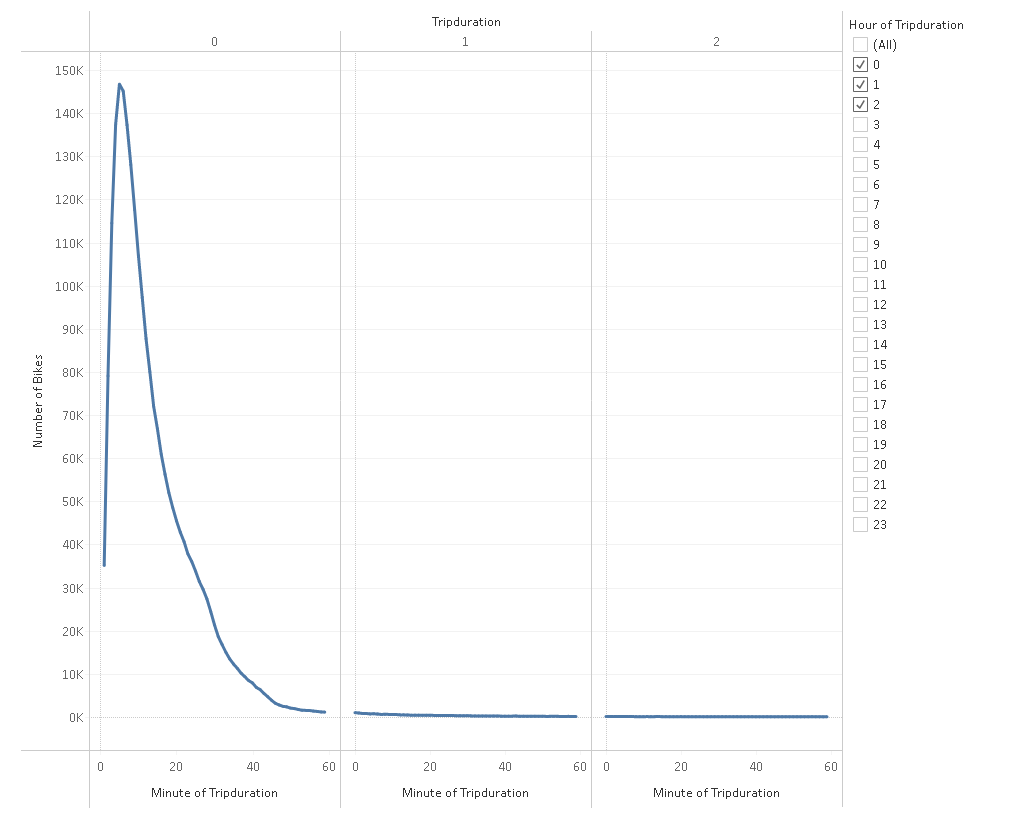 Tripduration
0 1 2
150K
140K
130K
120K
110K
100K
90K
80K
70K
60K
50K
40K
30K
20K
10K
0K
Number of Bikes
0 20 40 60 0 20 40 60 0 20 40 60
Minute of Tripduration Minute of Tripduration Minute of Tripduration
Hour of Tripduration
(All)
0
1
2
3
4
5
6
7
8
9
10
11
12
13
14
15
16
17
18
19
20
21
22
23